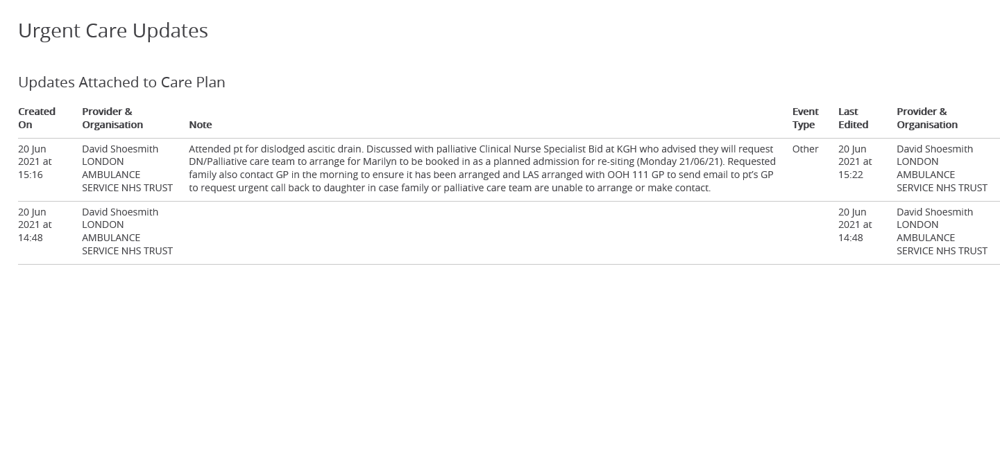 Urgent Care Updates
Updates Attached to Care Plan
Created On
Provider & Organisation
Note
Event Type
Last Edited
Provider & Organisation
20 Jun
2021 at
15:16
David Shoesmith
LONDON
AMBULANCE
SERVICE NHS TRUST
Attended pt for dislodged ascitic drain. Discussed with palliative Clinical Nurse Specialist Bid at KGH who advised they will request
DN/Palliative care team to arrange for Marilyn to be booked in as a planned admission for re-siting (Monday 21/06/21). Requested
family also contact GP in the morning to ensure it has been arranged and LAS arranged with OOH 111 GP to send email to pt's GP
to request urgent call back to daughter in case family or palliative care team are unable to arrange or make contact.
Other
20 Jun
2021 at
15:22
David Shoesmith
LONDON
AMBULANCE
SERVICE NHS TRUST
20 Jun
2021 at
14:48
David Shoesmith
LONDON
AMBULANCE
SERVICE NHS TRUST
20 Jun
2021 at
14:48
David Shoesmith
LONDON
AMBULANCE
SERVICE NHS TRUST